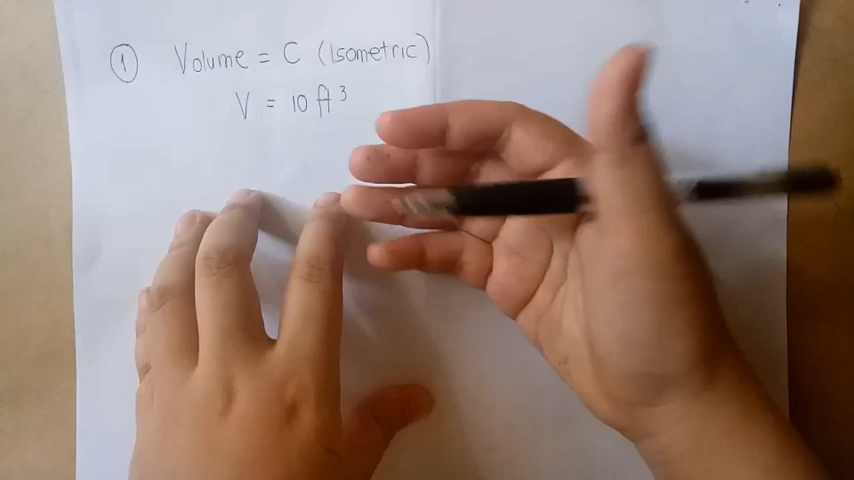 ① Volume = C (Isometric)
V = 10 ft³